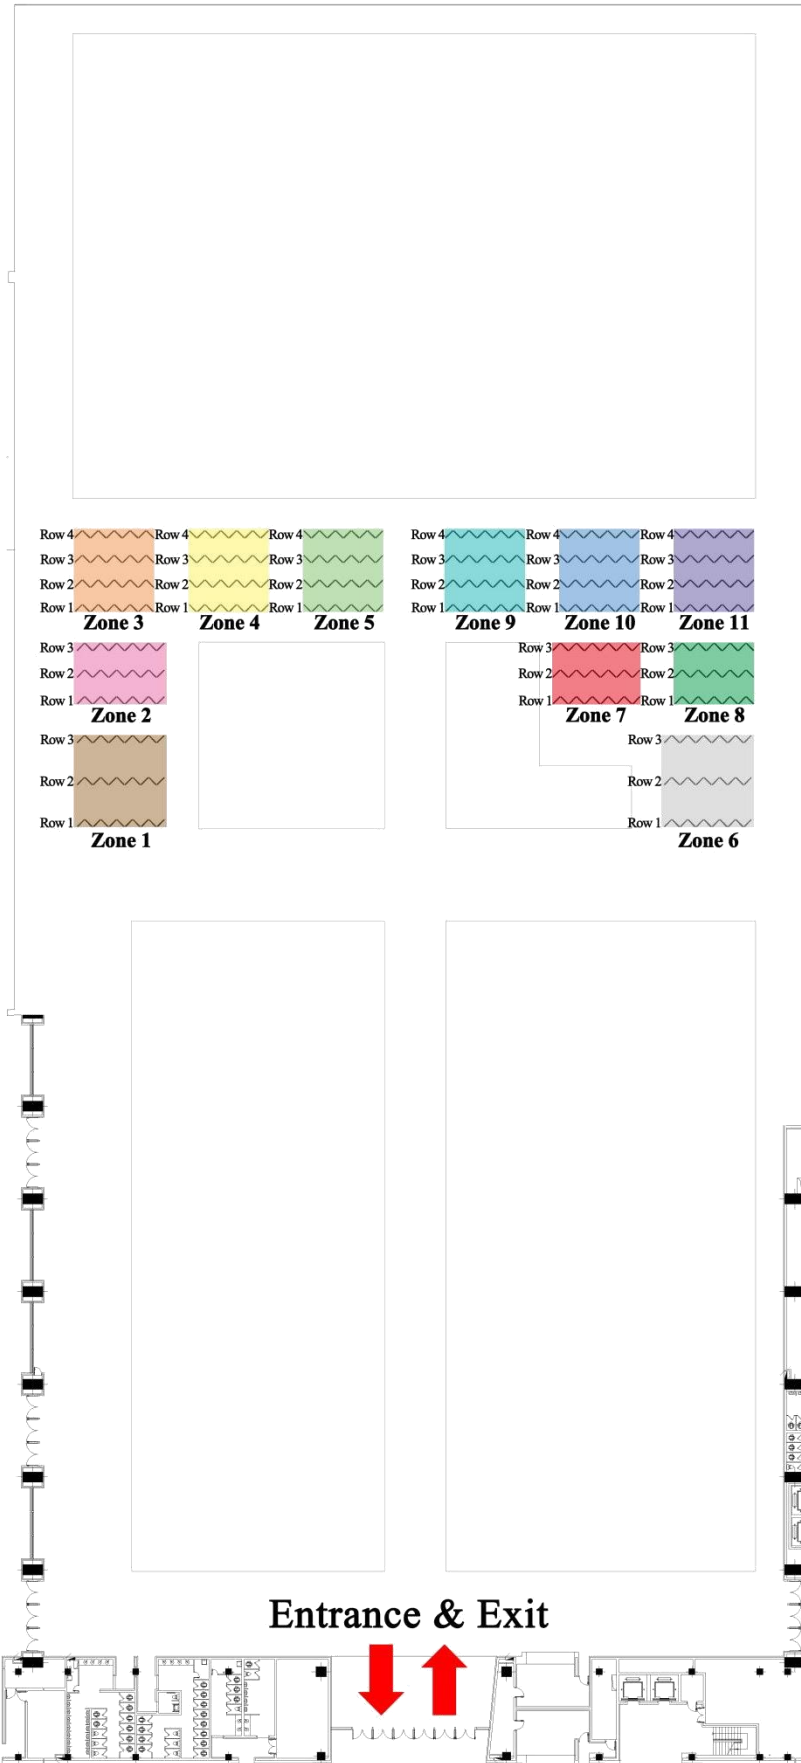 Row 4 Row 4 Row 4 Row 4 Row 4 Row 4
Row 3 Row 3 Row 3 Row 3 Row 3 Row 3
Row 2 Row 2 Row 2 Row 2 Row 2 Row 2
Row 1 Row 1 Row 1 Row 1 Row 1 Row 1
Zone 3 Zone 4 Zone 5 Zone 9 Zone 10 Zone 11
Row 3 Row 3 Row 3
Row 2 Row 2 Row 2
Row 1 Row 1 Row 1
Zone 2 Zone 7 Zone 8
Row 3 Row 3
Row 2 Row 2
Row 1 Row 1
Zone 1 Zone 6
Entrance & Exit